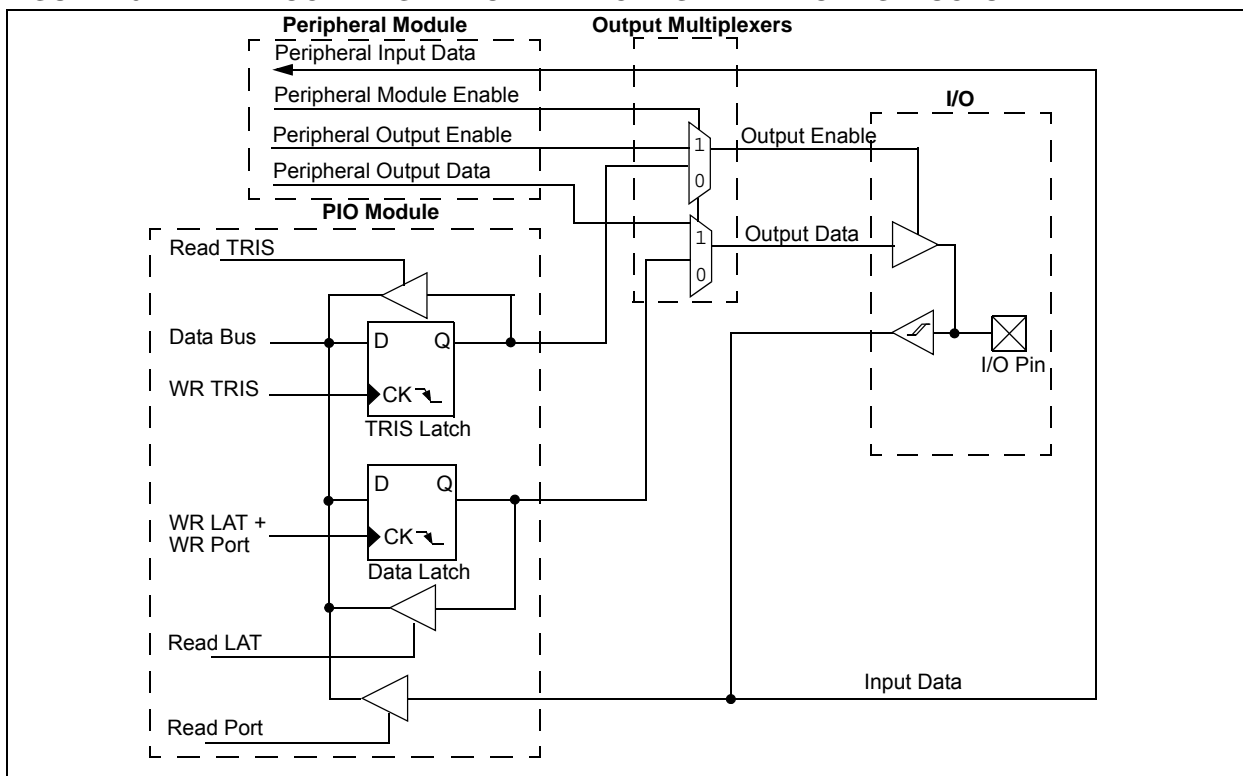 Peripheral Module
Output Multiplexers
Peripheral Input Data
Peripheral Module Enable
I/O
Peripheral Output Enable
1
Output Enable
Peripheral Output Data
0
PIO Module
1
Output Data
Read TRIS
0
Data Bus
D Q
I/O Pin
WR TRIS
CK
TRIS Latch
D Q
WR LAT +
WR Port
CK
Data Latch
Read LAT
Input Data
Read Port